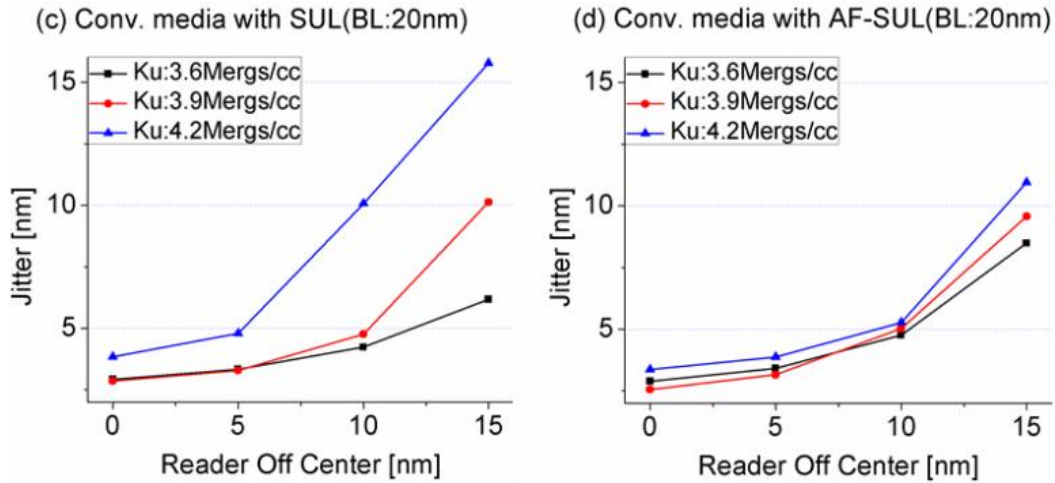 (c) Conv. media with SUL(BL:20nm)
Ku:3.6Mergs/cc
Ku:3.9Mergs/cc
Ku:4.2Mergs/cc
15
10
5
Jitter [nm]
0 5 10 15
Reader Off Center [nm]
(d) Conv. media with AF-SUL(BL:20nm)
Ku:3.6Mergs/cc
Ku:3.9Mergs/cc
Ku:4.2Mergs/cc
15
10
5
Jitter [nm]
0 5 10 15
Reader Off Center [nm]